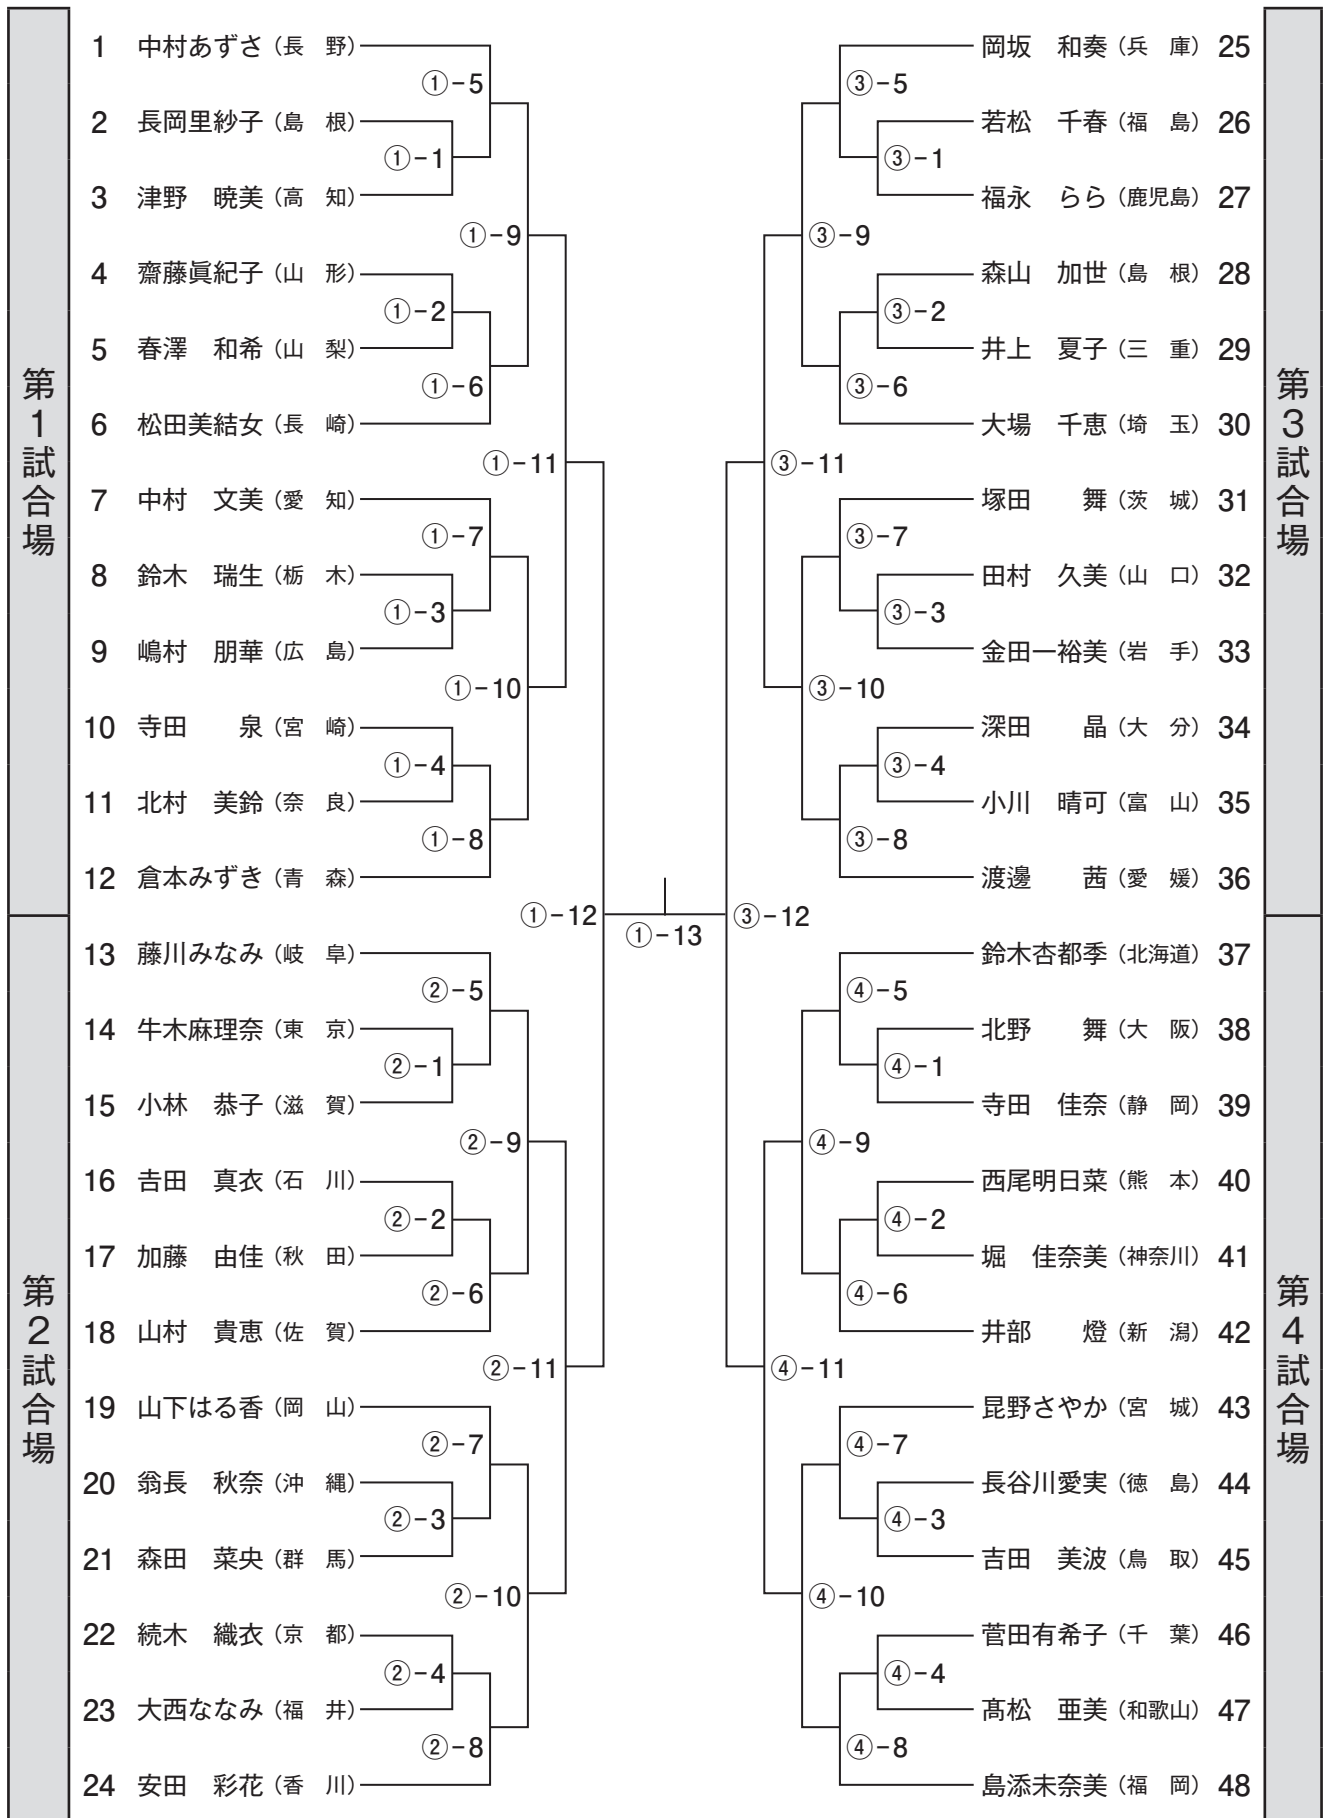 第1試合場
1 中村あずさ（長 野）
①-5
2 長岡里紗子（島 根）
①-1
3 津野 暁美（高 知）
①-9
4 齋藤眞紀子（山 形）
①-2
5 春澤 和希（山 梨）
①-6
6 松田美結女（長 崎）
①-11
7 中村 文美（愛 知）
①-7
8 鈴木 瑞生（栃 木）
①-3
9 嶋村 朋華（広 島）
①-10
10 寺田 泉（宮 崎）
①-4
11 北村 美鈴（奈 良）
①-8
12 倉本みずき（青 森）
①-12
第2試合場
13 藤川みなみ（岐 阜）
②-5
14 牛木麻理奈（東 京）
②-1
15 小林 恭子（滋 賀）
②-9
16 𠮷田 真衣（石 川）
②-2
17 加藤 由佳（秋 田）
②-6
18 山村 貴恵（佐 賀）
②-11
19 山下はる香（岡 山）
②-7
20 翁長 秋奈（沖 縄）
②-3
21 森田 菜央（群 馬）
②-10
22 続木 織衣（京 都）
②-4
23 大西ななみ（福 井）
②-8
24 安田 彩花（香 川）
①-13
第3試合場
岡坂 和奏（兵 庫）25
③-5
若松 千春（福 島）26
③-1
福永 らら（鹿児島）27
③-9
森山 加世（島 根）28
③-2
井上 夏子（三 重）29
③-6
大場 千恵（埼 玉）30
③-11
塚田 舞（茨 城）31
③-7
田村 久美（山 口）32
③-3
金田一裕美（岩 手）33
③-10
深田 晶（大 分）34
③-4
小川 晴可（富 山）35
③-8
渡邊 茜（愛 媛）36
③-12
第4試合場
鈴木杏都季（北海道）37
④-5
北野 舞（大 阪）38
④-1
寺田 佳奈（静 岡）39
④-9
西尾明日菜（熊 本）40
④-2
堀 佳奈美（神奈川）41
④-6
井部 燈（新 潟）42
④-11
昆野さやか（宮 城）43
④-7
長谷川愛実（徳 島）44
④-3
吉田 美波（鳥 取）45
④-10
菅田有希子（千 葉）46
④-4
髙松 亜美（和歌山）47
④-8
島添未奈美（福 岡）48